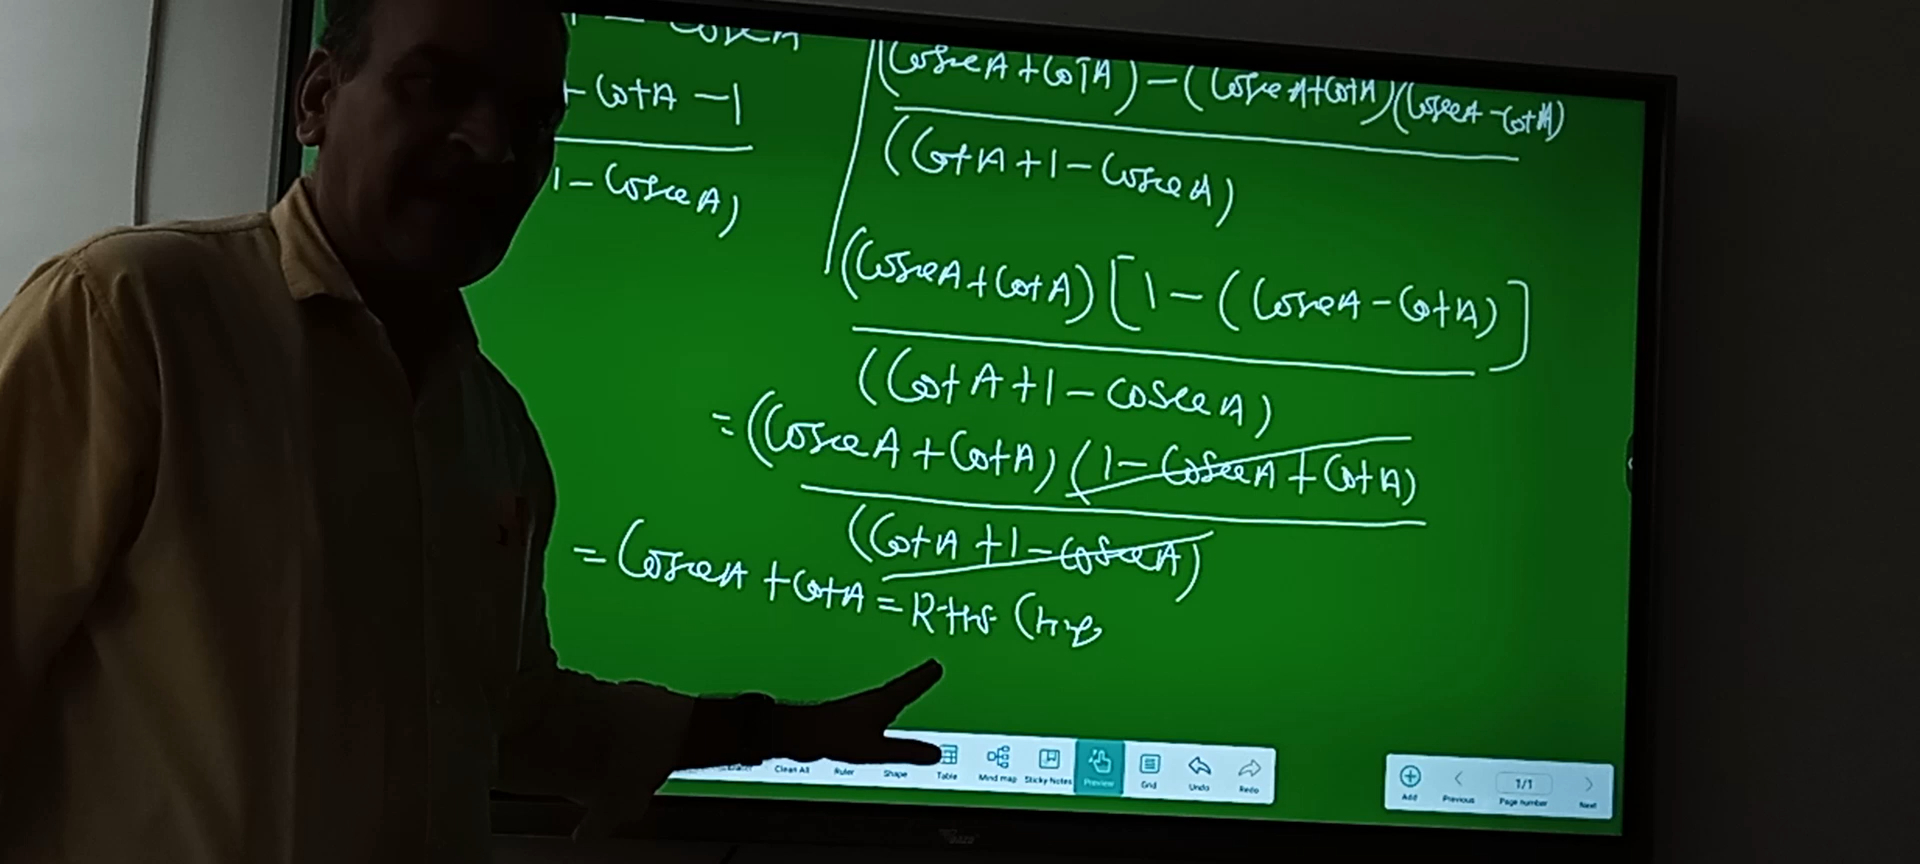 + CotA - 1
1 - CosecA)
(CosecA + CotA) - (CosecA + CotA)(CosecA - CotA)
(CotA + 1 - CosecA)
(CosecA + CotA) [1 - (CosecA - CotA)]
(CotA + 1 - CosecA)
= (CosecA + CotA) (1 - CosecA + CotA)
(CotA + 1 - CosecA)
= CosecA + CotA = RHS
Clean All Ruler Shape Table Mind map Sticky Notes Preview Grid Undo Redo
1/1
Add Previous Page number Next